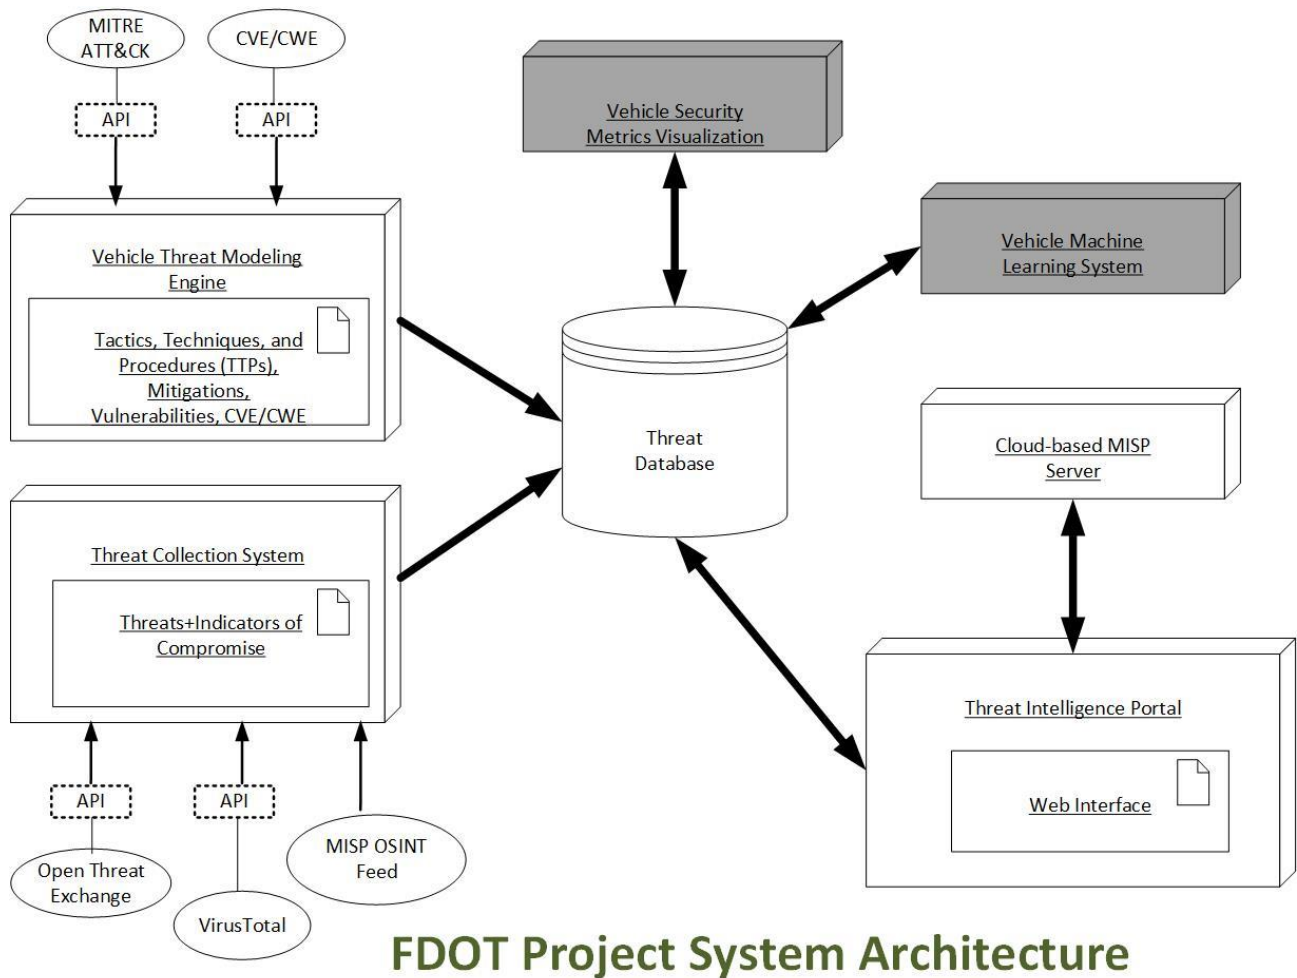 MITRE
ATT&CK
CVE/CWE
API
API
Vehicle Security
Metrics Visualization
Vehicle Machine
Learning System
Vehicle Threat Modeling
Engine
Tactics, Techniques, and
Procedures (TTPs),
Mitigations,
Vulnerabilities, CVE/CWE
Threat
Database
Cloud-based MISP
Server
Threat Collection System
Threats+Indicators of
Compromise
Threat Intelligence Portal
Web Interface
API
API
MISP OSINT
Feed
Open Threat
Exchange
VirusTotal
FDOT Project System Architecture